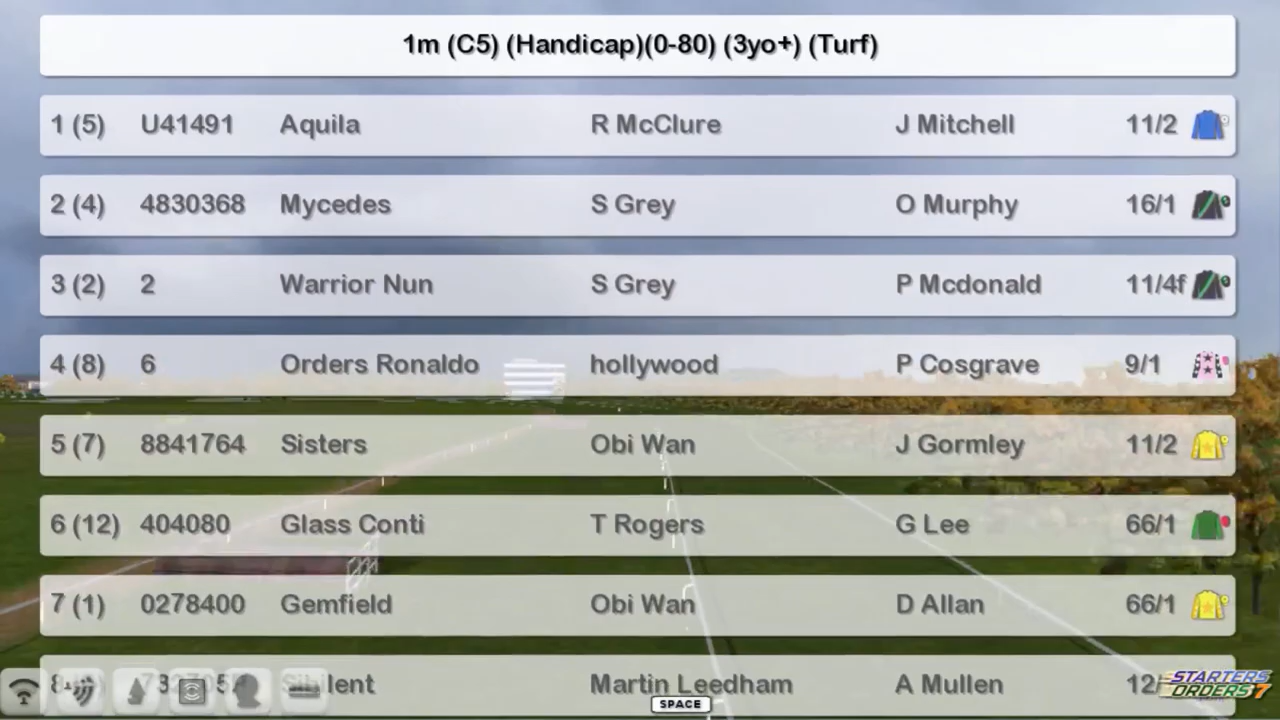 1m (C5) (Handicap)(0-80) (3yo+) (Turf)
1 (5) U41491 Aquila R McClure J Mitchell 11/2
2 (4) 4830368 Mycedes S Grey O Murphy 16/1
3 (2) 2 Warrior Nun S Grey P Mcdonald 11/4f
4 (8) 6 Orders Ronaldo hollywood P Cosgrave 9/1
5 (7) 8841764 Sisters Obi Wan J Gormley 11/2
6 (12) 404080 Glass Conti T Rogers G Lee 66/1
7 (1) 0278400 Gemfield Obi Wan D Allan 66/1
8 Martin Leedham A Mullen
SPACE
STARTERS
ORDERS 7